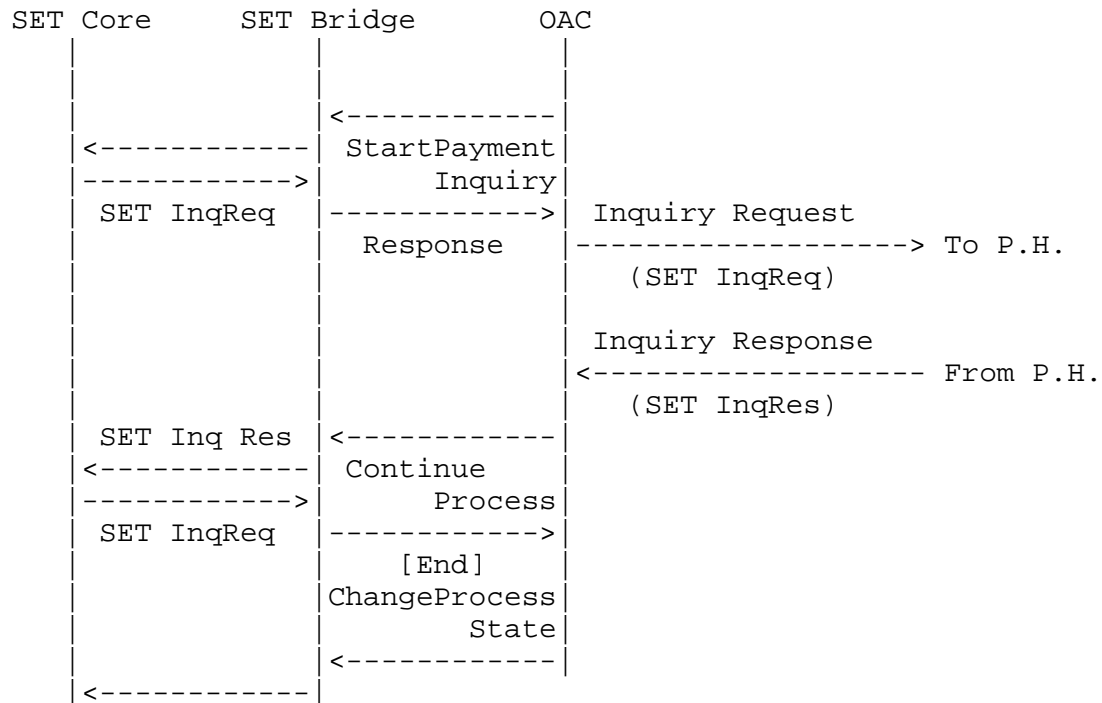 SET Core SET Bridge OAC
StartPayment
Inquiry
SET InqReq Inquiry Request
Response To P.H.
(SET InqReq)
Inquiry Response
From P.H.
(SET InqRes)
SET Inq Res
Continue
Process
SET InqReq
[End]
ChangeProcess
State